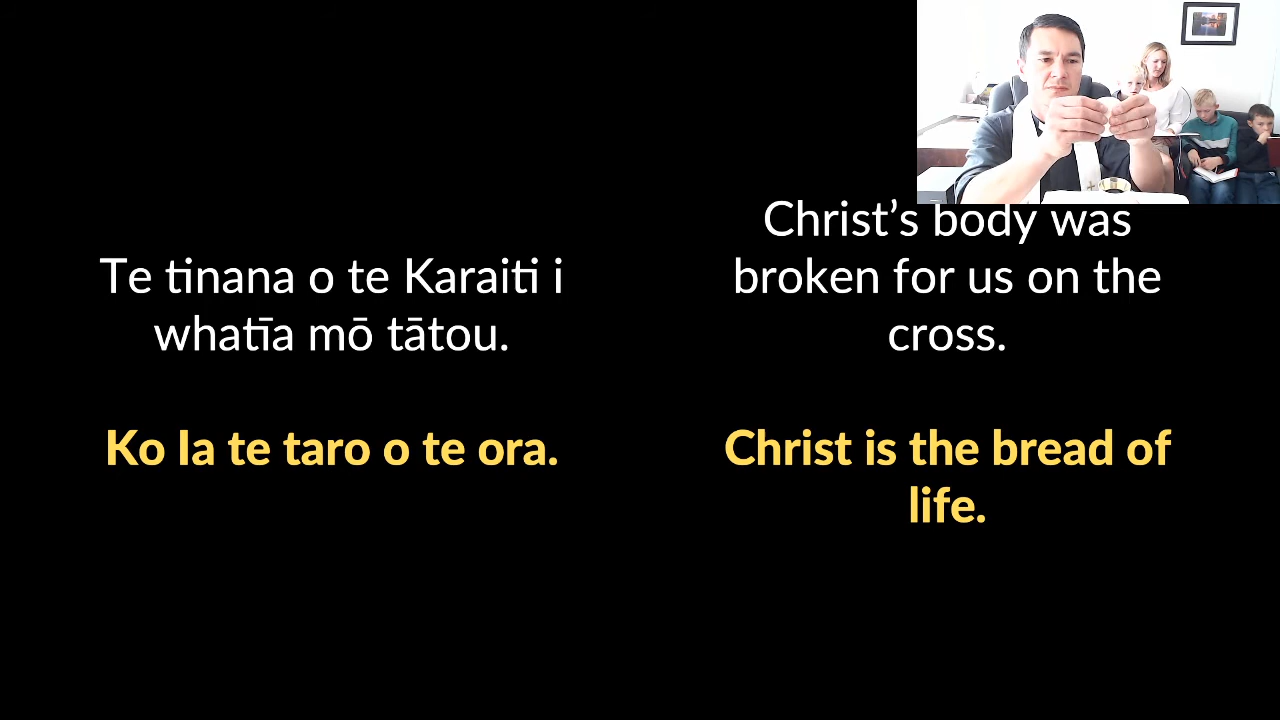 Te tinana o te Karaiti i
whatīa mō tātou.
Ko Ia te taro o te ora.
Christ’s body was
broken for us on the
cross.
Christ is the bread of
life.